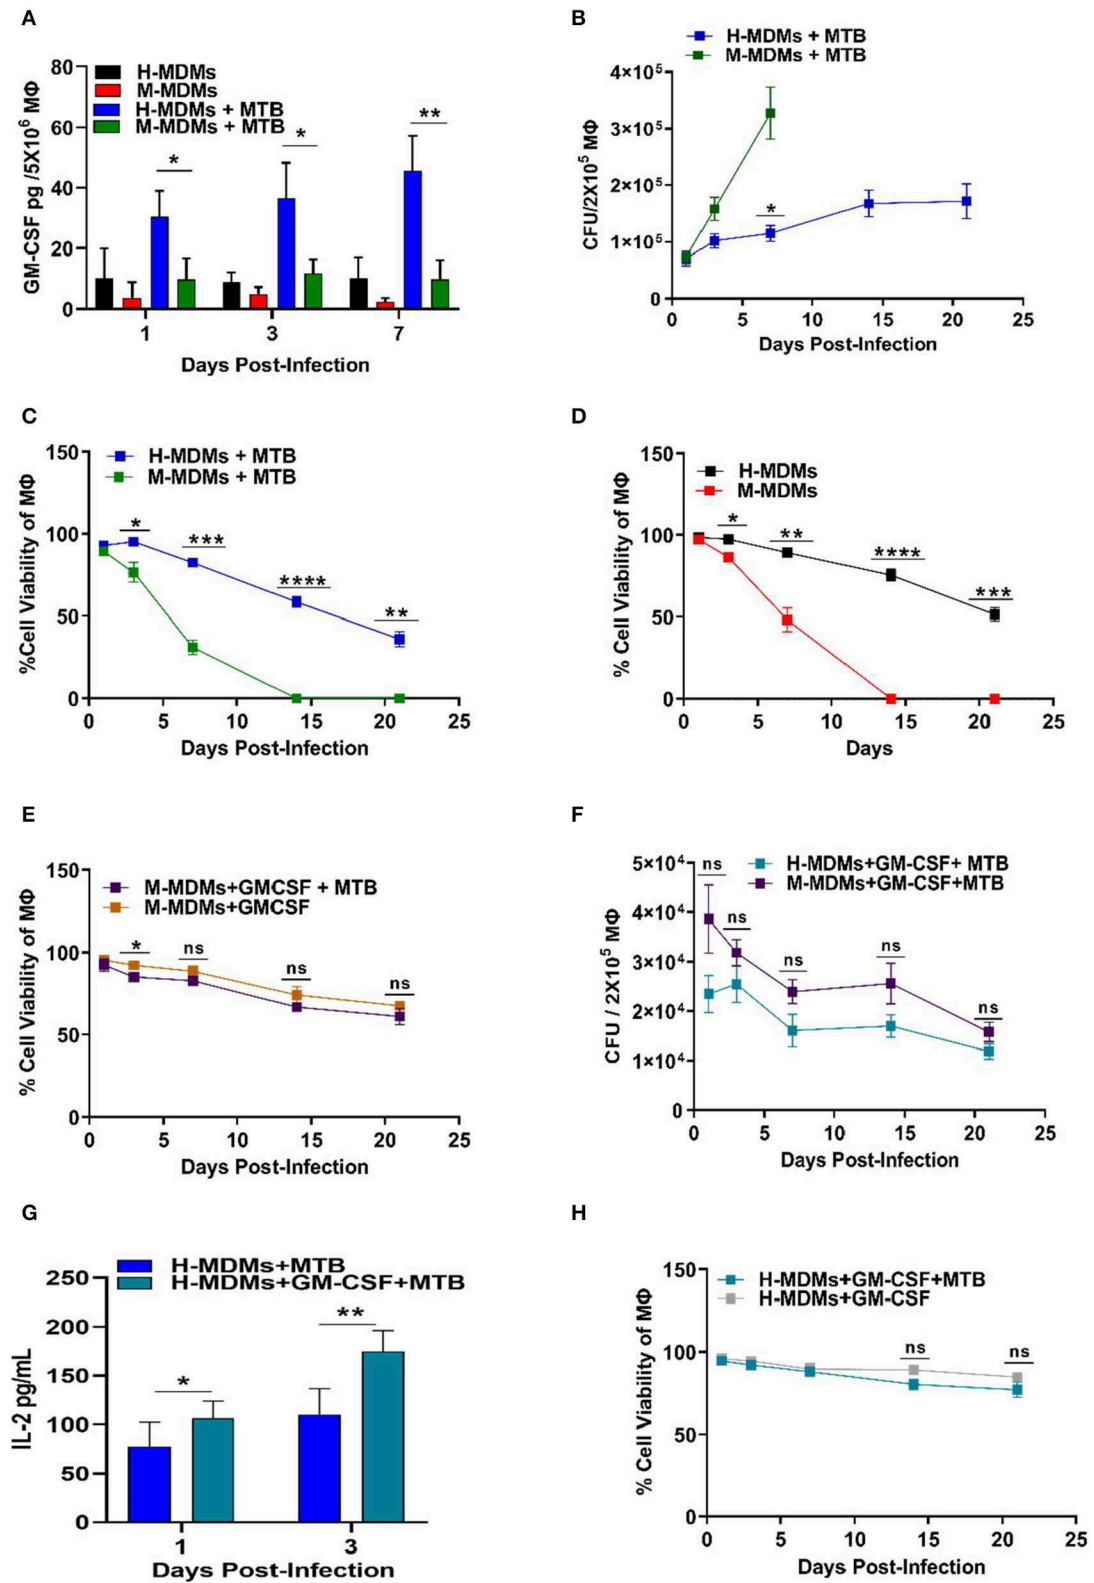 A
H-MDMs
M-MDMs
H-MDMs + MTB
M-MDMs + MTB
GM-CSF pg /5X10⁶ MΦ
80
60
40
20
0
*
*
**
1 3 7
Days Post-Infection
B
H-MDMs + MTB
M-MDMs + MTB
CFU/2X10⁵ MΦ
4×10⁵
3×10⁵
2×10⁵
1×10⁵
0
*
0 5 10 15 20 25
Days Post-Infection
C
H-MDMs + MTB
M-MDMs + MTB
%Cell Viability of MΦ
150
100
50
0
*
***
****
**
0 5 10 15 20 25
Days Post-Infection
D
H-MDMs
M-MDMs
% Cell Viability of MΦ
150
100
50
0
*
**
****
***
0 5 10 15 20 25
Days
E
M-MDMs+GMCSF + MTB
M-MDMs+GMCSF
% Cell Viability of MΦ
150
100
50
0
*
ns
ns
ns
0 5 10 15 20 25
Days Post-Infection
F
H-MDMs+GM-CSF+ MTB
M-MDMs+GM-CSF+MTB
CFU / 2X10⁵ MΦ
5×10⁴
4×10⁴
3×10⁴
2×10⁴
1×10⁴
0
ns
ns
ns
ns
ns
0 5 10 15 20 25
Days Post-Infection
G
H-MDMs+MTB
H-MDMs+GM-CSF+MTB
IL-2 pg/mL
250
200
150
100
50
0
*
**
1 3
Days Post-Infection
H
H-MDMs+GM-CSF+MTB
H-MDMs+GM-CSF
% Cell Viability of MΦ
150
100
50
0
ns
ns
0 5 10 15 20 25
Days Post-Infection